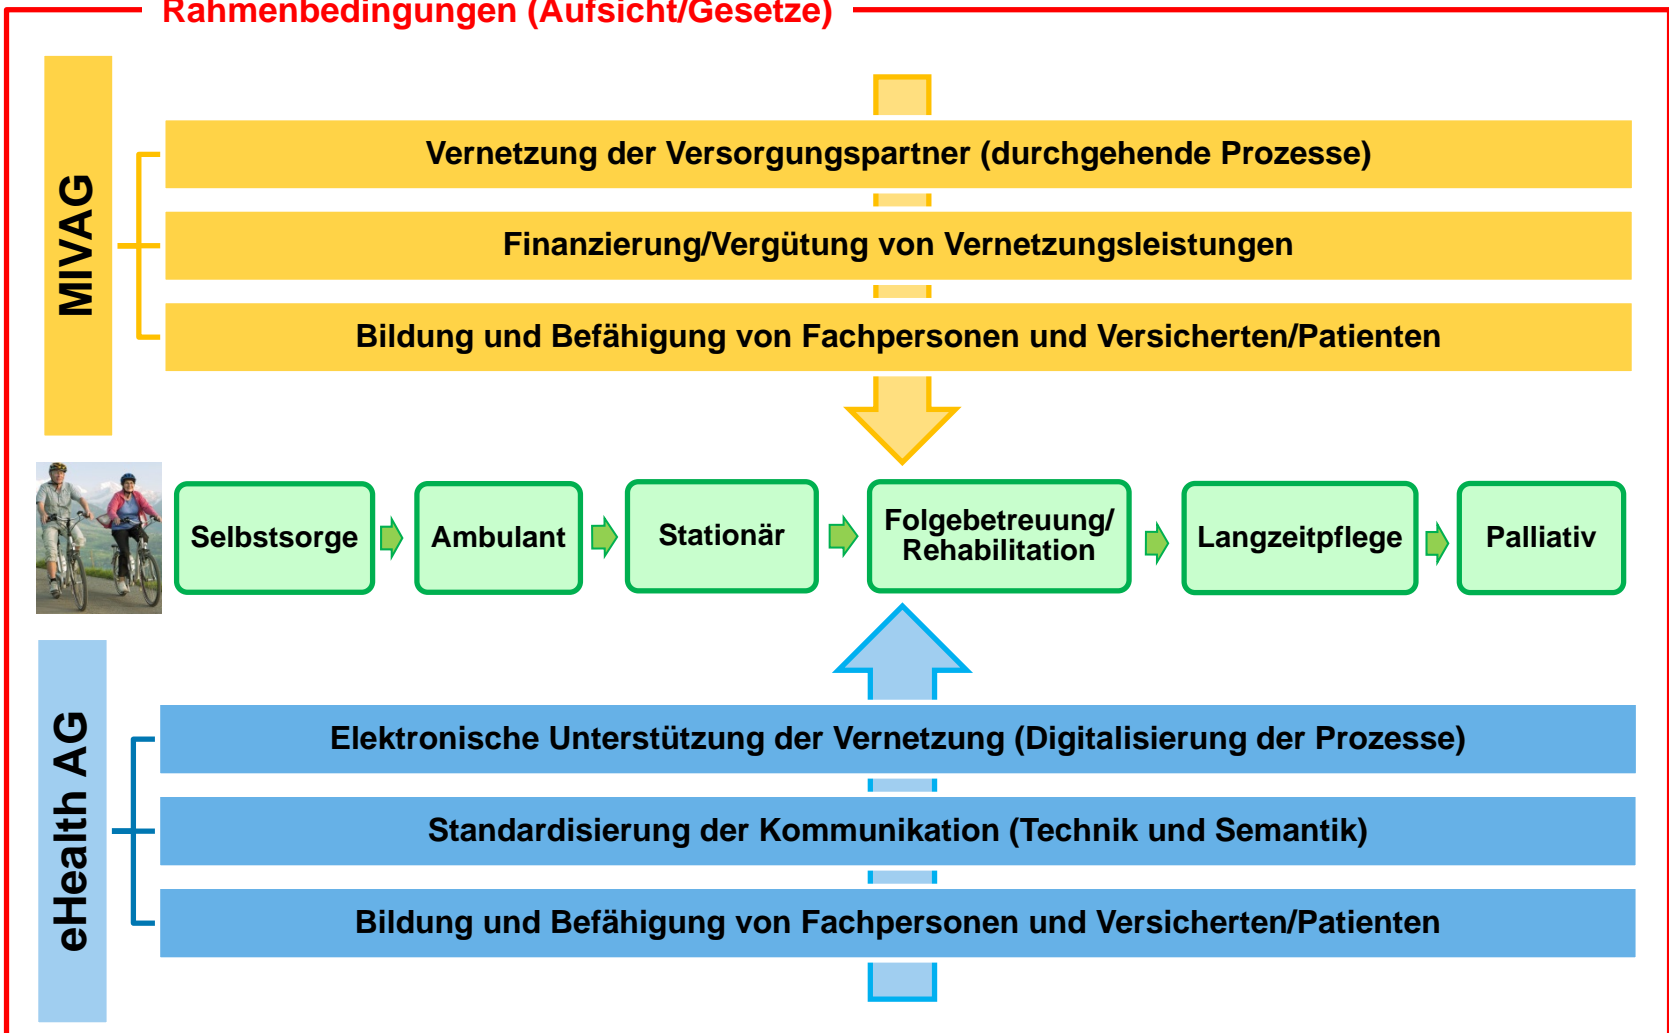 Rahmenbedingungen (Aufsicht/Gesetze)
MIVAG
Vernetzung der Versorgungspartner (durchgehende Prozesse)
Finanzierung/Vergütung von Vernetzungsleistungen
Bildung und Befähigung von Fachpersonen und Versicherten/Patienten
Selbstsorge
Ambulant
Stationär
Folgebetreuung/
Rehabilitation
Langzeitpflege
Palliativ
eHealth AG
Elektronische Unterstützung der Vernetzung (Digitalisierung der Prozesse)
Standardisierung der Kommunikation (Technik und Semantik)
Bildung und Befähigung von Fachpersonen und Versicherten/Patienten